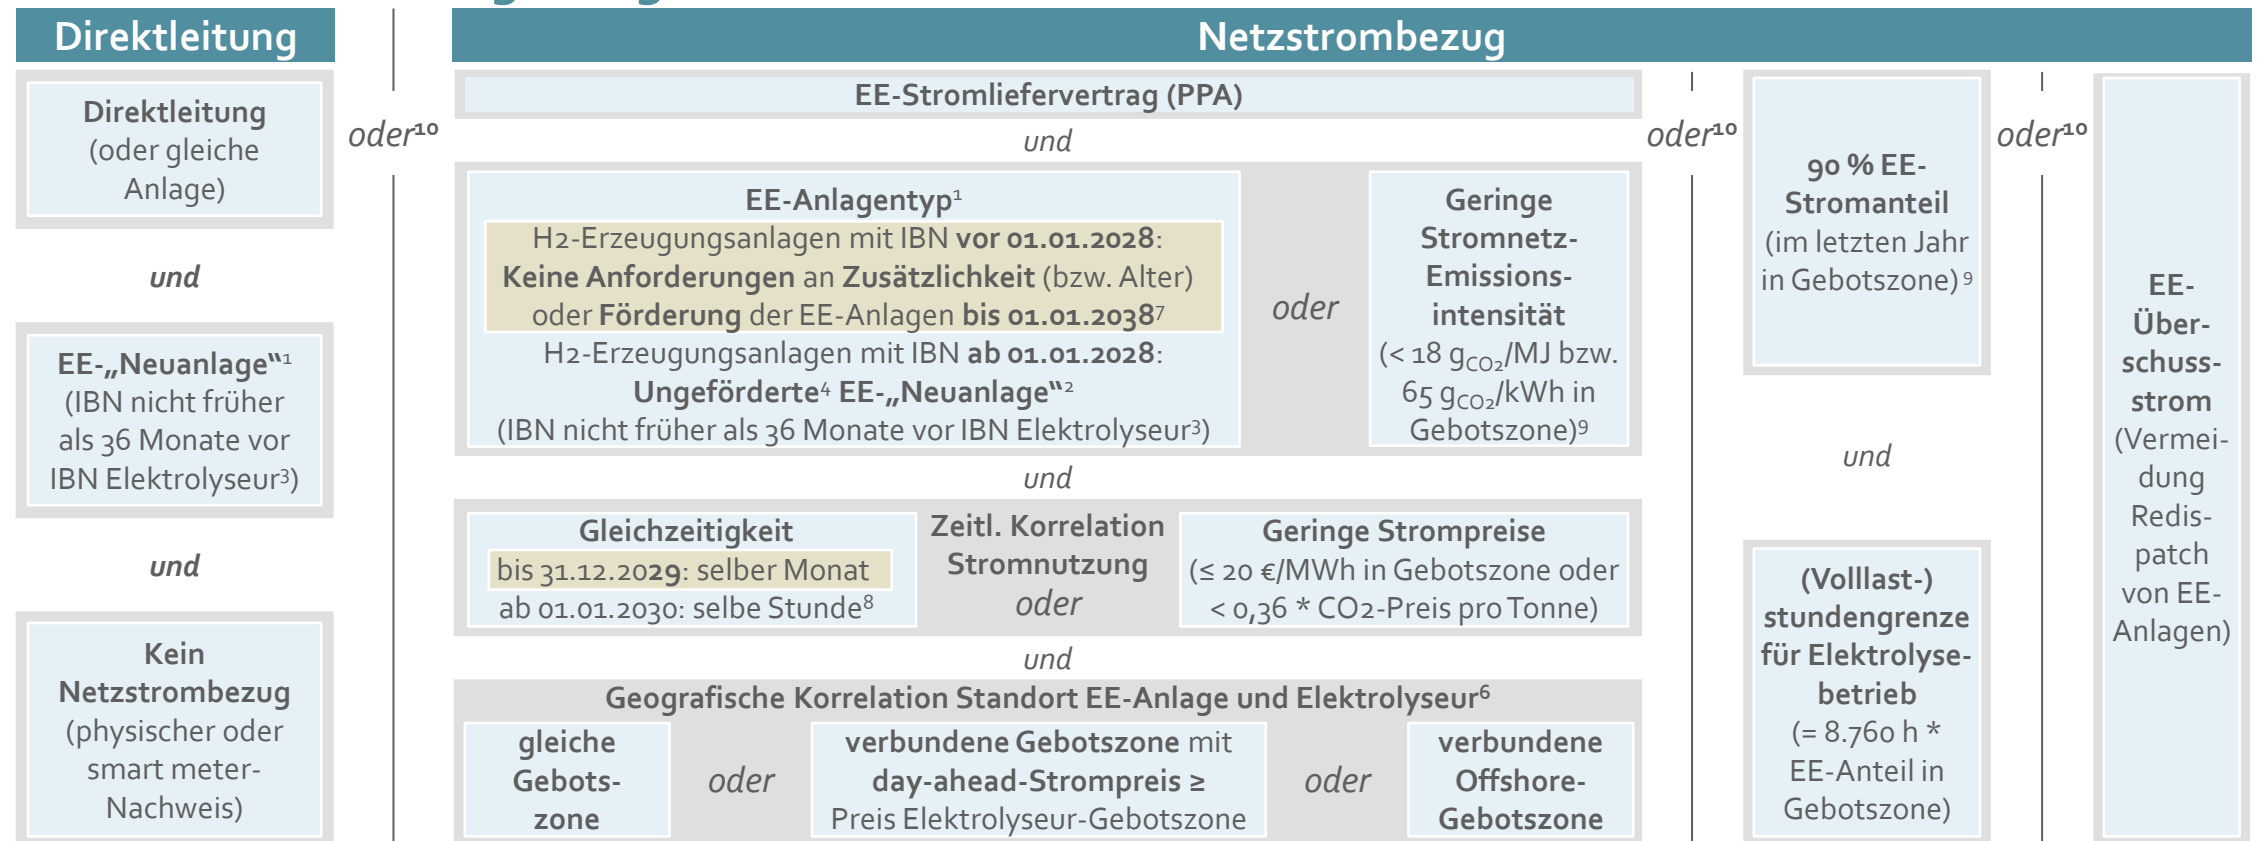 Direktleitung
Direktleitung
(oder gleiche
Anlage)
und
EE-„Neuanlage“¹
(IBN nicht früher
als 36 Monate vor
IBN Elektrolyseur³)
und
Kein
Netzstrombezug
(physischer oder
smart meter-
Nachweis)
oder¹⁰
Netzstrombezug
EE-Stromliefervertrag (PPA)
und
EE-Anlagentyp¹
H2-Erzeugungsanlagen mit IBN vor 01.01.2028:
Keine Anforderungen an Zusätzlichkeit (bzw. Alter)
oder Förderung der EE-Anlagen bis 01.01.2038⁷
H2-Erzeugungsanlagen mit IBN ab 01.01.2028:
Ungeförderte⁴ EE-„Neuanlage“²
(IBN nicht früher als 36 Monate vor IBN Elektrolyseur³)
oder
Geringe
Stromnetz-
Emissions-
intensität
(< 18 g_CO2/MJ bzw.
65 g_CO2/kWh in
Gebotszone)⁹
und
Gleichzeitigkeit
bis 31.12.2029: selber Monat
ab 01.01.2030: selbe Stunde⁸
Zeitl. Korrelation
Stromnutzung
oder
Geringe Strompreise
(≤ 20 €/MWh in Gebotszone oder
< 0,36 * CO2-Preis pro Tonne)
und
Geografische Korrelation Standort EE-Anlage und Elektrolyseur⁶
gleiche
Gebots-
zone
oder
verbundene Gebotszone mit
day-ahead-Strompreis ≥
Preis Elektrolyseur-Gebotszone
oder
verbundene
Offshore-
Gebotszone
oder¹⁰
90 % EE-
Stromanteil
(im letzten Jahr
in Gebotszone) ⁹
und
(Volllast-)
stundengrenze
für Elektrolyse-
betrieb
(= 8.760 h *
EE-Anteil in
Gebotszone)
oder¹⁰
EE-
Über-
schuss-
strom
(Vermei-
dung
Redis-
patch
von EE-
Anlagen)